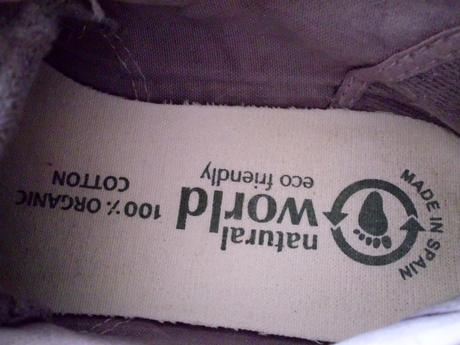 MADE IN SPAIN
natural
world
eco friendly
100% ORGANIC
COTTON